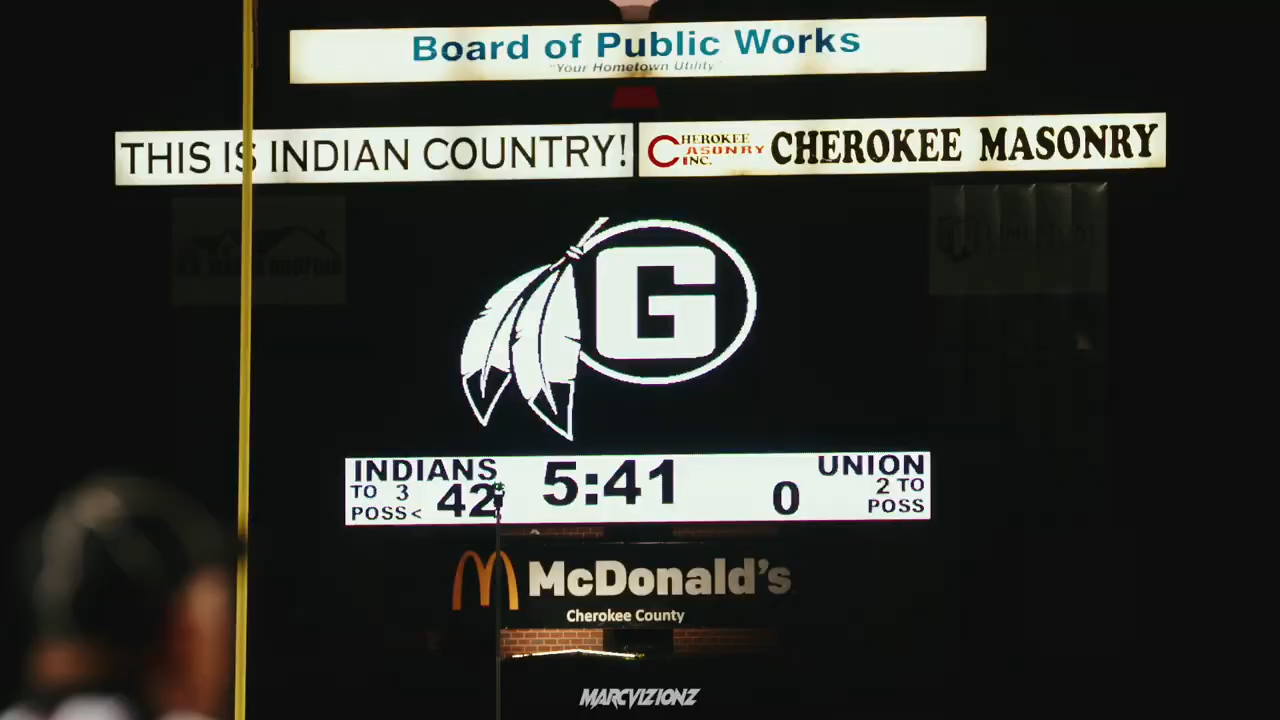 Board of Public Works
"Your Hometown Utility"
THIS IS INDIAN COUNTRY!
CHEROKEE
MASONRY
INC.
CHEROKEE MASONRY
G
INDIANS
TO 3
42
POSS<
5:41
UNION
0
2 TO
POSS
McDonald's
Cherokee County
MARCVIZIONZ